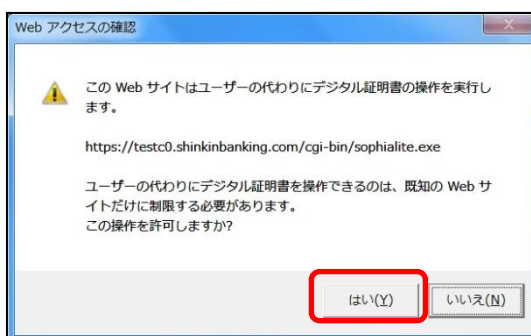 Web アクセスの確認
この Web サイトはユーザーの代わりにデジタル証明書の操作を実行し
ます。
https://testc0.shinkinbanking.com/cgi-bin/sophialite.exe
ユーザーの代わりにデジタル証明書を操作できるのは、既知の Web サ
イトだけに制限する必要があります。
この操作を許可しますか?
はい(Y) いいえ(N)